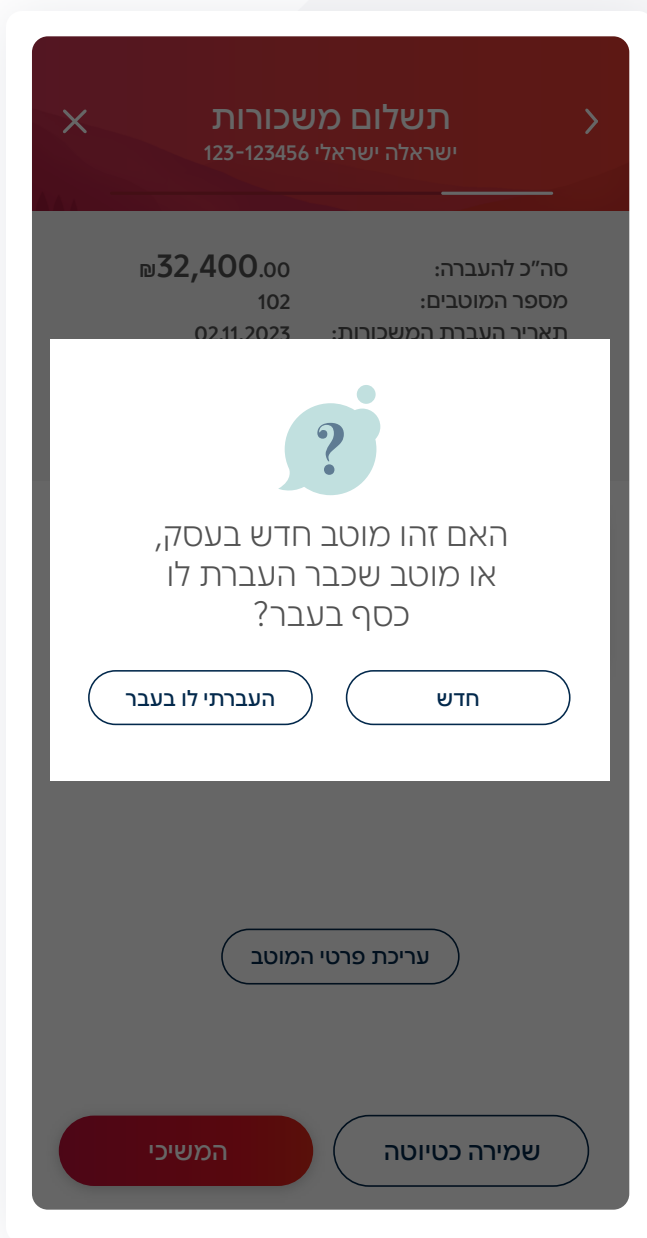 תשלום משכורות
ישראלה ישראלי 123-123456
סה"כ להעברה: 32,400.00₪
מספר המוטבים: 102
תאריך העברת המשכורות: 02.11.2023
?
האם זהו מוטב חדש בעסק,
או מוטב שכבר העברת לו
כסף בעבר?
חדש העברתי לו בעבר
עריכת פרטי המוטב
שמירה כטיוטה המשיכי